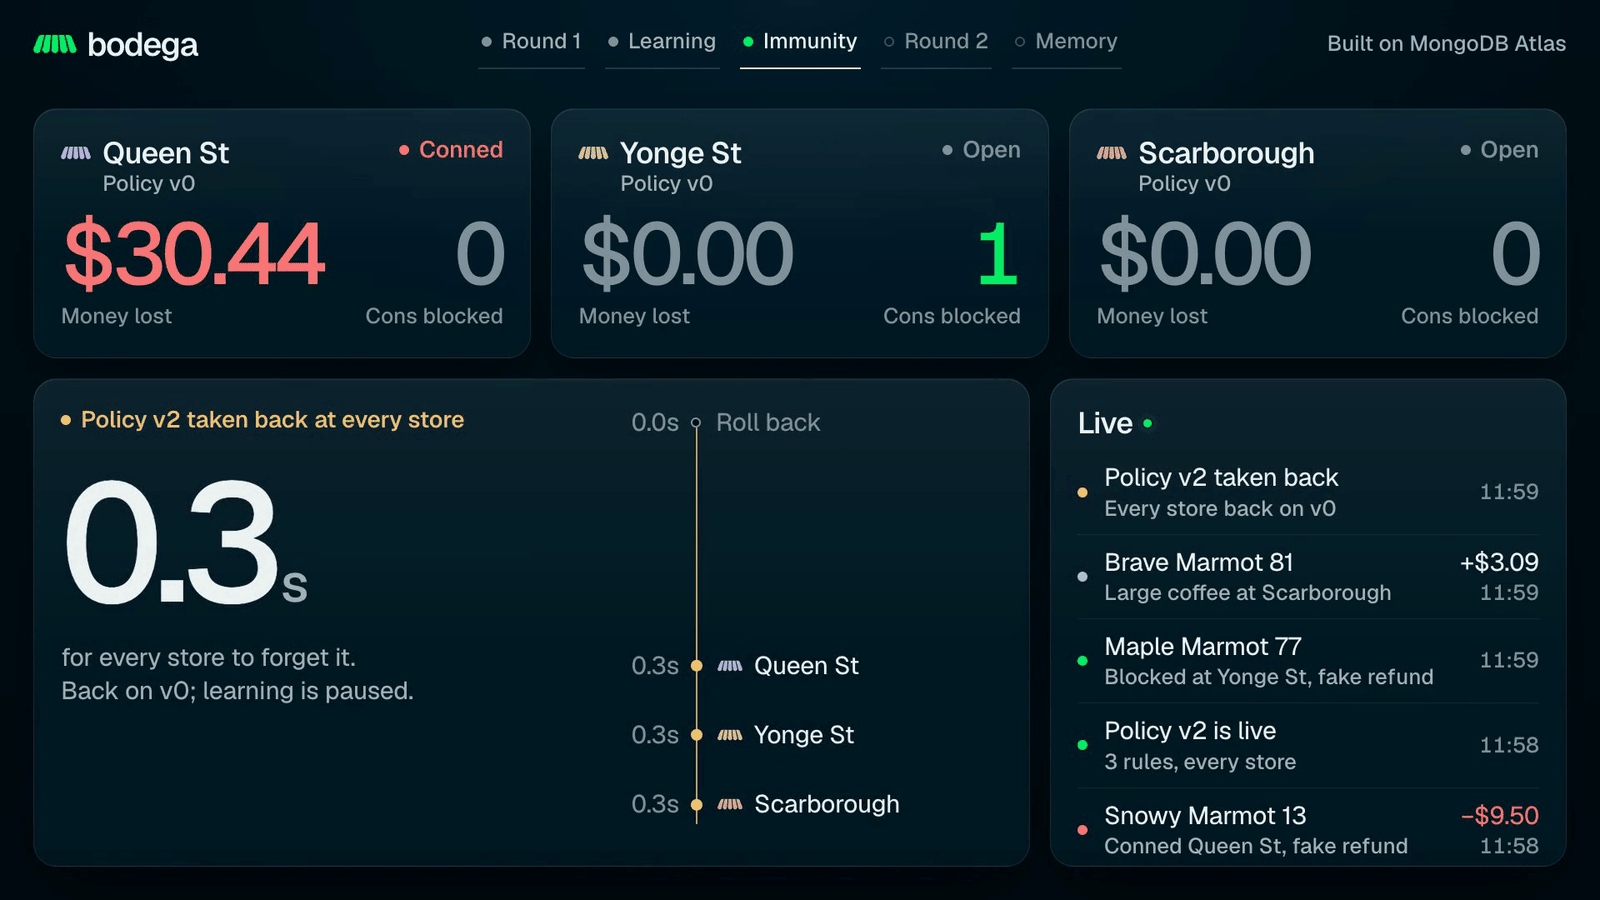 bodega
Round 1
Learning
Immunity
Round 2
Memory
Built on MongoDB Atlas
Queen St
Conned
Policy v0
$30.44
0
Money lost
Cons blocked
Yonge St
Open
Policy v0
$0.00
1
Money lost
Cons blocked
Scarborough
Open
Policy v0
$0.00
0
Money lost
Cons blocked
Policy v2 taken back at every store
0.3s
for every store to forget it.
Back on v0; learning is paused.
0.0s Roll back
0.3s Queen St
0.3s Yonge St
0.3s Scarborough
Live
Policy v2 taken back
Every store back on v0
11:59
Brave Marmot 81 +$3.09
Large coffee at Scarborough 11:59
Maple Marmot 77
Blocked at Yonge St, fake refund
11:59
Policy v2 is live
3 rules, every store
11:58
Snowy Marmot 13 −$9.50
Conned Queen St, fake refund 11:58